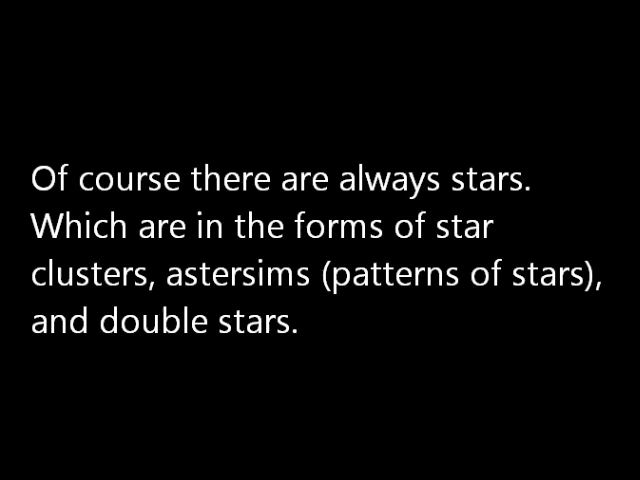 Of course there are always stars.
Which are in the forms of star
clusters, astersims (patterns of stars),
and double stars.